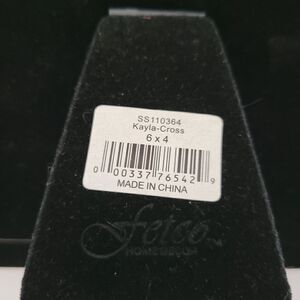 SS110364
Kayla-Cross
6 x 4
0 00337 76542 9
MADE IN CHINA
Fetco
HOME DECOR